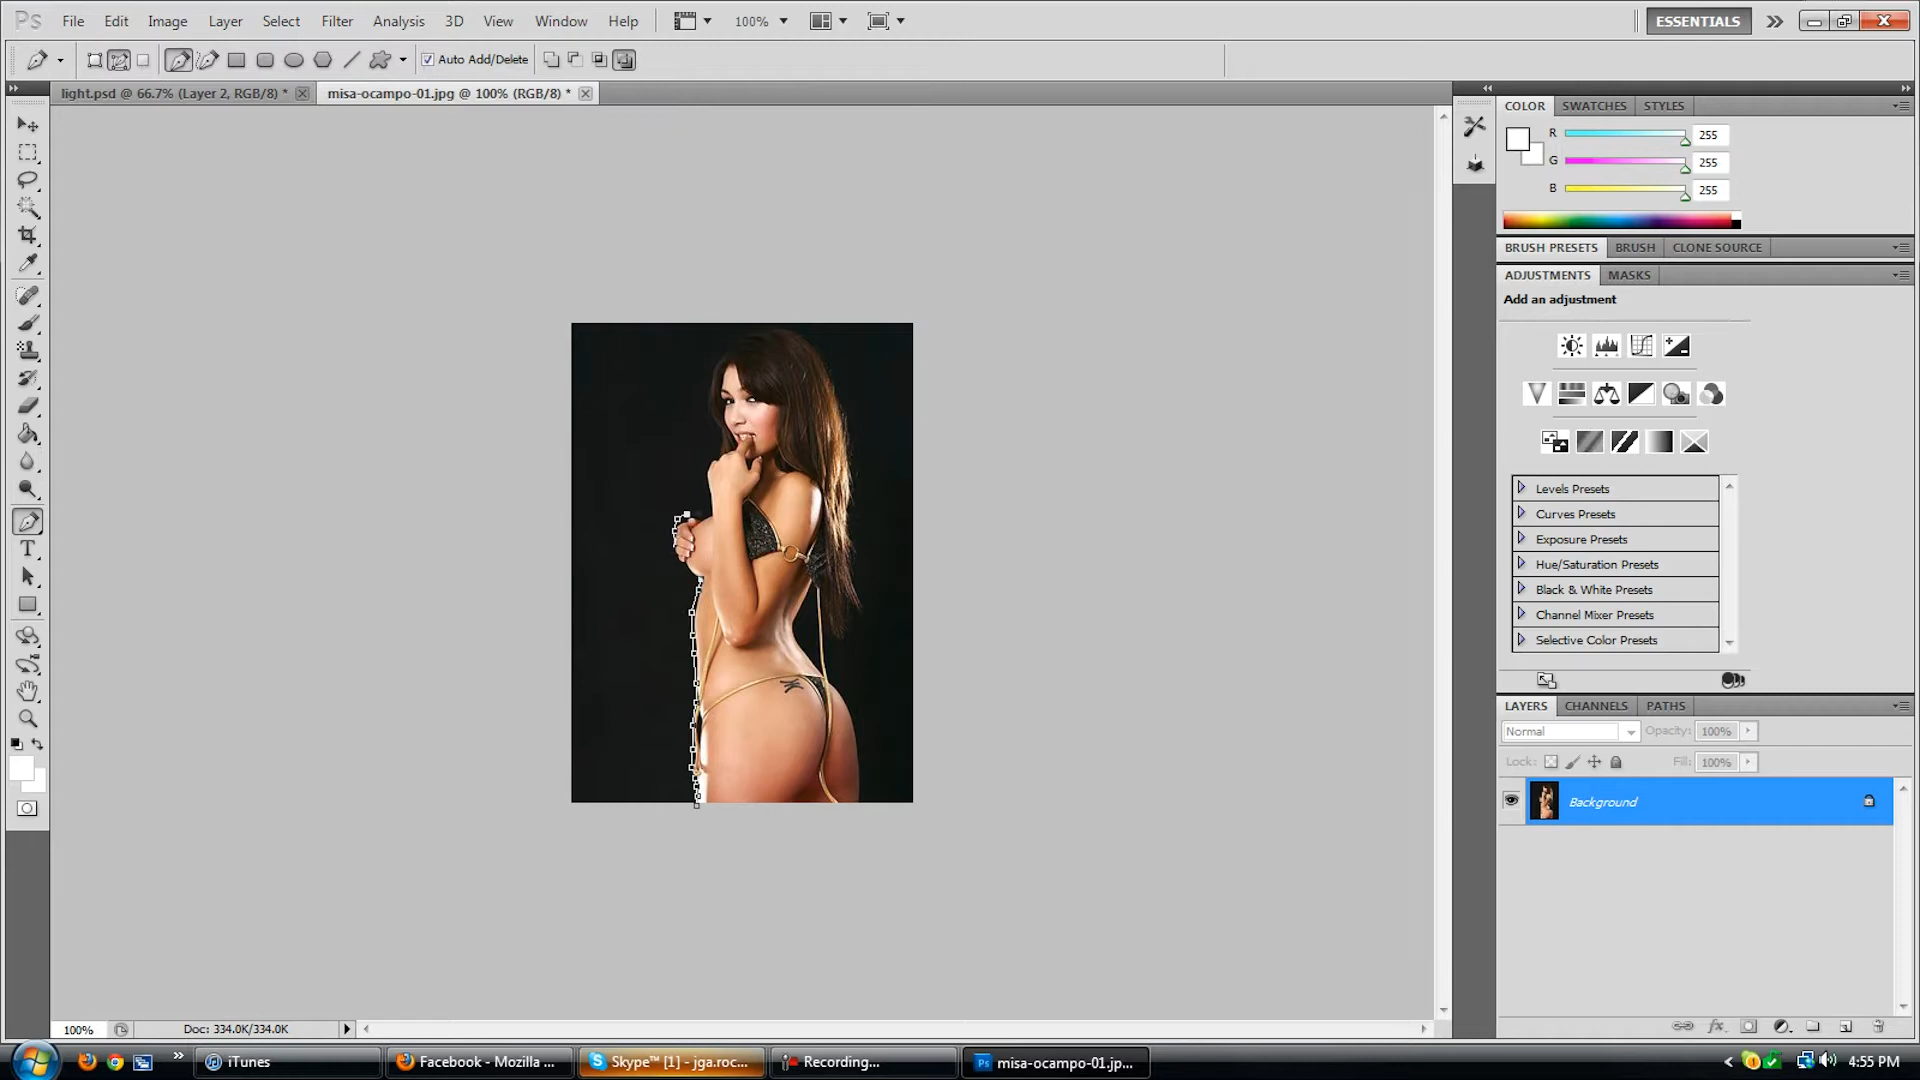 Ps File Edit Image Layer Select Filter Analysis 3D View Window Help 100% ESSENTIALS
Auto Add/Delete
light.psd @ 66.7% (Layer 2, RGB/8) * misa-ocampo-01.jpg @ 100% (RGB/8) *
COLOR SWATCHES STYLES
R 255
G 255
B 255
BRUSH PRESETS BRUSH CLONE SOURCE
ADJUSTMENTS MASKS
Add an adjustment
Levels Presets
Curves Presets
Exposure Presets
Hue/Saturation Presets
Black & White Presets
Channel Mixer Presets
Selective Color Presets
LAYERS CHANNELS PATHS
Normal Opacity: 100%
Lock: Fill: 100%
Background
100% Doc: 334.0K/334.0K
iTunes Facebook - Mozilla ... Skype™ [1] - jga.roc... Recording... Ps misa-ocampo-01.jp... 4:55 PM